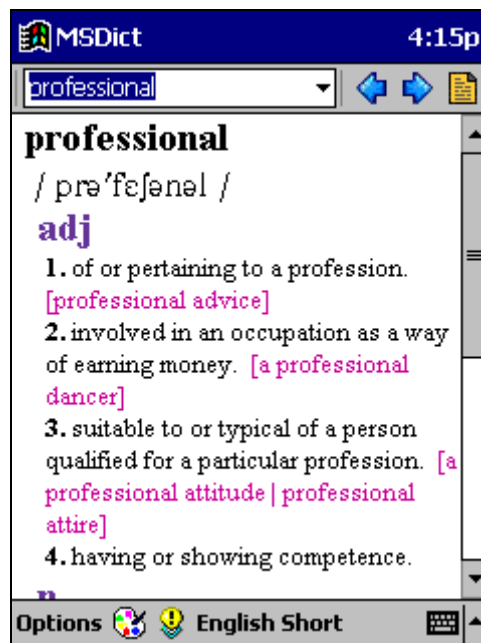 MSDict 4:15p
professional
professional
/ prə'fɛʃənəl /
adj
1. of or pertaining to a profession.
[professional advice]
2. involved in an occupation as a way
of earning money. [a professional
dancer]
3. suitable to or typical of a person
qualified for a particular profession. [a
professional attitude | professional
attire]
4. having or showing competence.
n
Options English Short